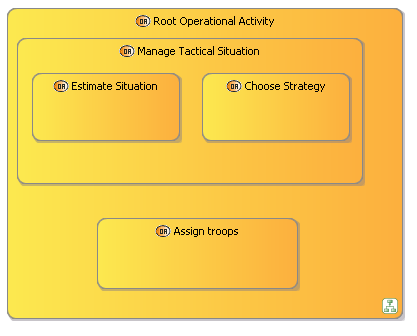 OA Root Operational Activity
OA Manage Tactical Situation
OA Estimate Situation
OA Choose Strategy
OA Assign troops